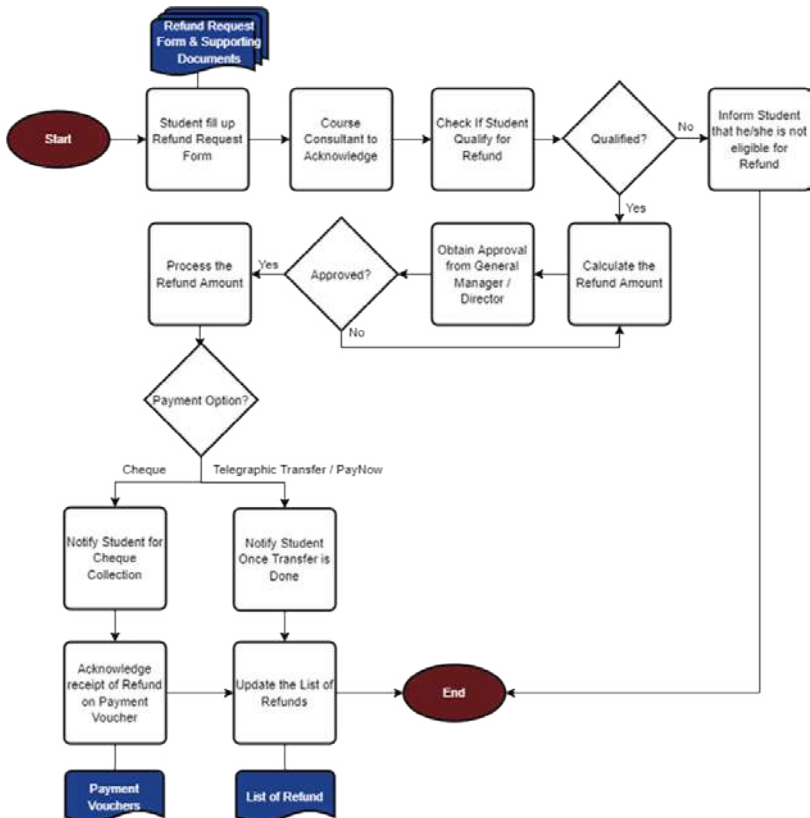 Refund Request
Form & Supporting
Documents
Start
Student fill up
Refund Request
Form
Course
Consultant to
Acknowledge
Check If Student
Qualify for
Refund
Qualified?
No
Inform Student
that he/she is not
eligible for
Refund
Yes
Process the
Refund Amount
Yes
Approved?
Obtain Approval
from General
Manager /
Director
Calculate the
Refund Amount
No
Payment Option?
Cheque
Telegraphic Transfer / PayNow
Notify Student for
Cheque
Collection
Notify Student
Once Transfer is
Done
Acknowledge
receipt of Refund
on Payment
Voucher
Update the List of
Refunds
End
Payment
Vouchers
List of Refund